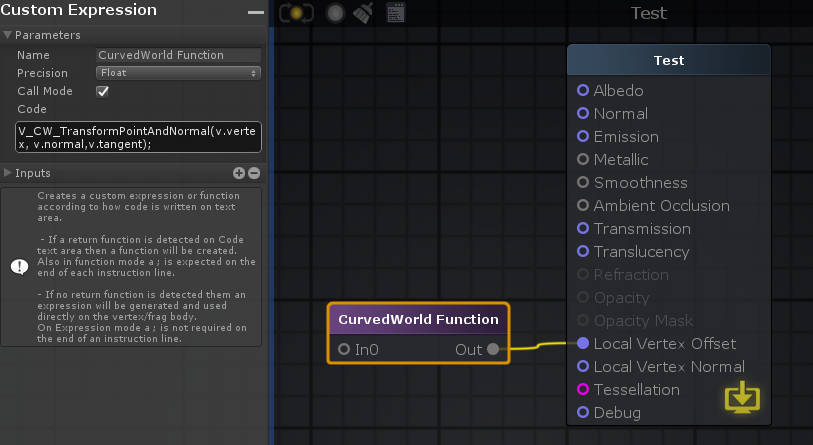 Custom Expression
Parameters
Name CurvedWorld Function
Precision Float
Call Mode
Code
V_CW_TransformPointAndNormal(v.verte
x, v.normal,v.tangent);
Inputs
Creates a custom expression or function
according to how code is written on text
area.
- If a return function is detected on Code
text area then a function will be created.
Also in function mode a ; is expected on the
end of each instruction line.
- If no return function is detected them an
expression will be generated and used
directly on the vertex/frag body.
On Expression mode a ; is not required on
the end of an instruction line.
Test
CurvedWorld Function
In0 Out
Test
Albedo
Normal
Emission
Metallic
Smoothness
Ambient Occlusion
Transmission
Translucency
Refraction
Opacity
Opacity Mask
Local Vertex Offset
Local Vertex Normal
Tessellation
Debug